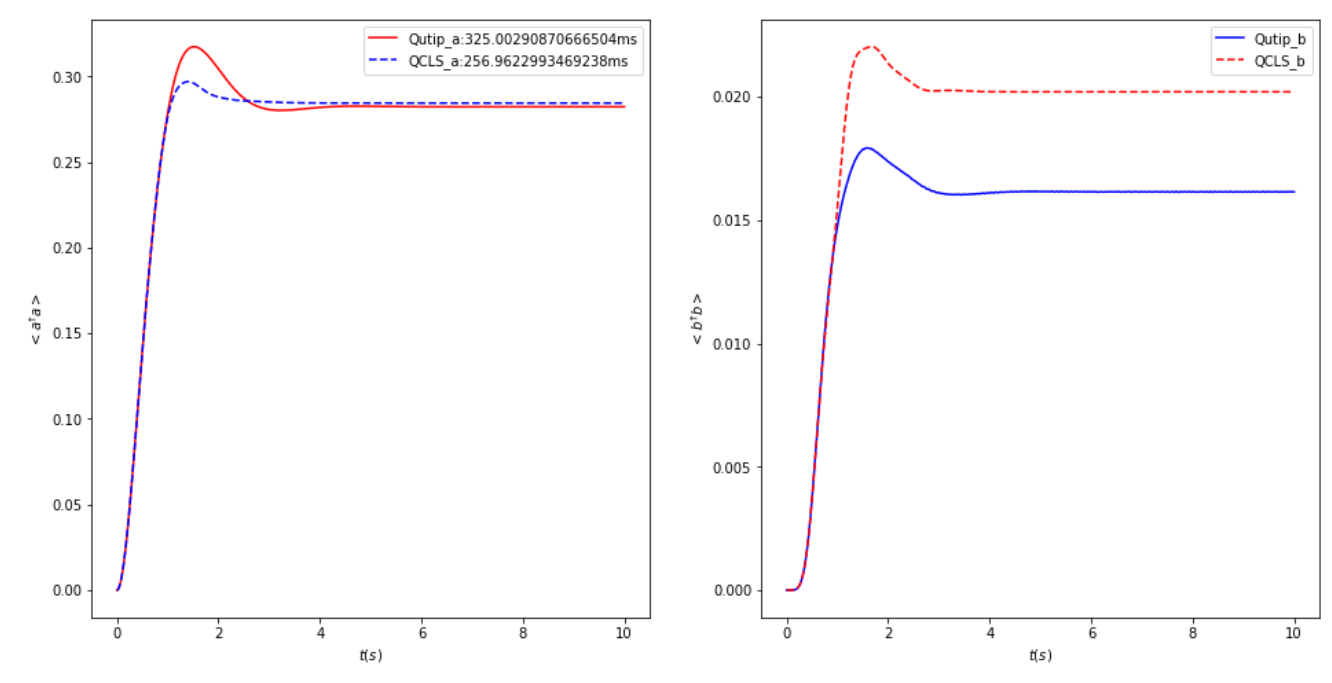 Qutip_a:325.00290870666504ms
QCLS_a:256.9622993469238ms
0.30
0.25
0.20
0.15
0.10
0.05
0.00
< a†a >
0 2 4 6 8 10
t(s)
Qutip_b
QCLS_b
0.020
0.015
0.010
0.005
0.000
< b†b >
0 2 4 6 8 10
t(s)